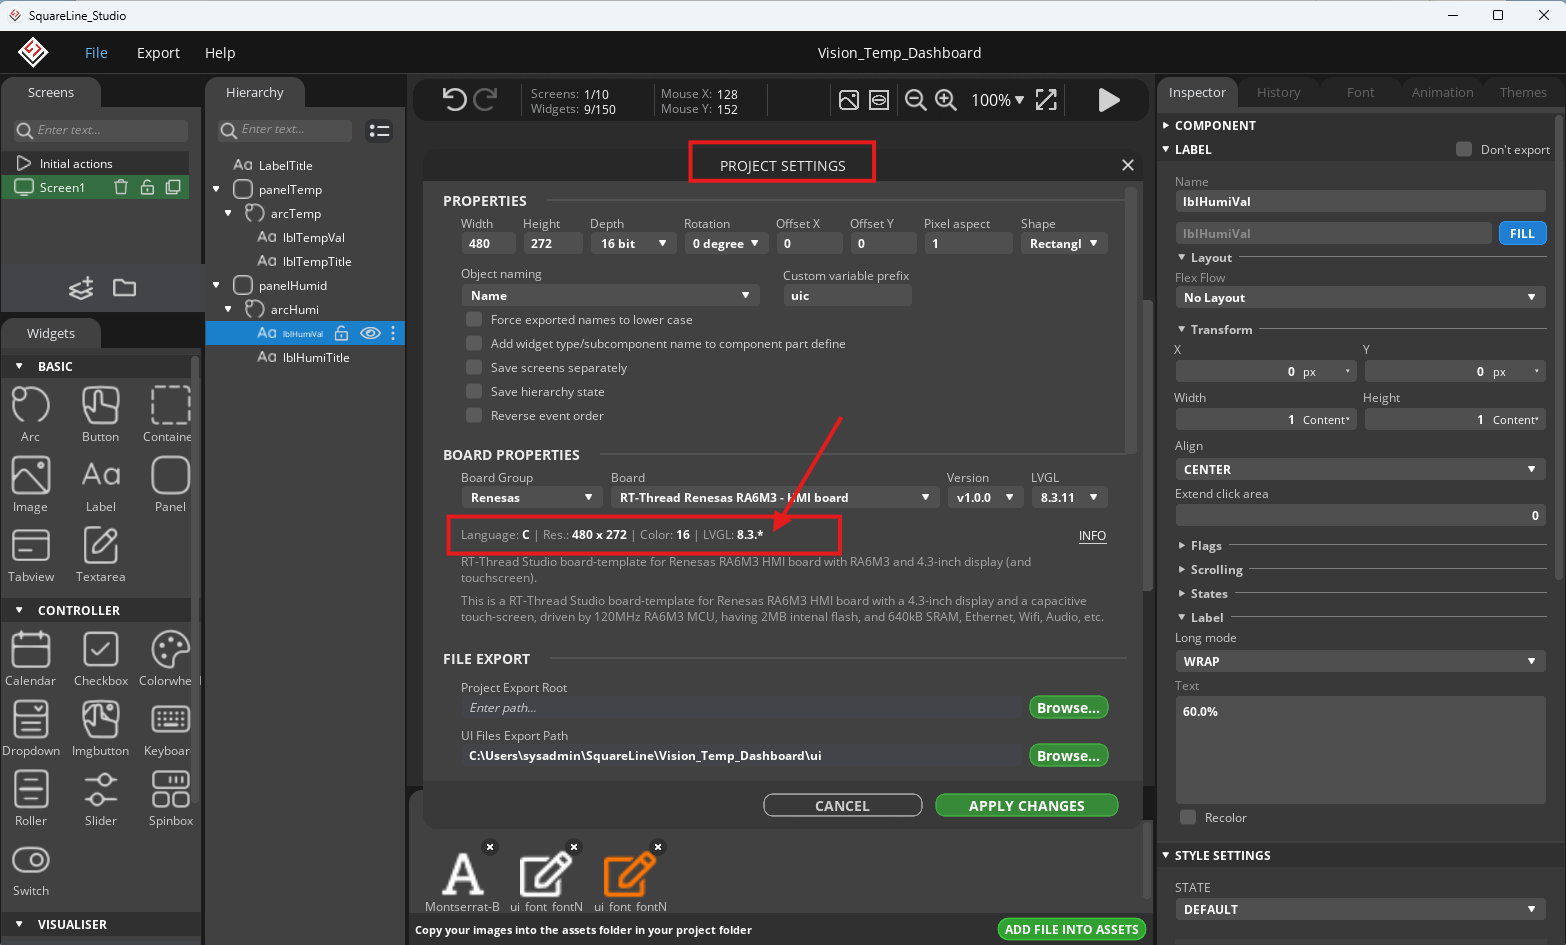 SquareLine_Studio
File Export Help
Vision_Temp_Dashboard
Screens
Enter text...
Initial actions
Screen1
Widgets
BASIC
Arc Button Containe
Image Label Panel
Tabview Textarea
CONTROLLER
Calendar Checkbox Colorwhe
Dropdown Imgbutton Keyboar
Roller Slider Spinbox
Switch
VISUALISER
Hierarchy
Enter text...
LabelTitle
panelTemp
arcTemp
lblTempVal
lblTempTitle
panelHumid
arcHumi
lblHumiVal
lblHumiTitle
Screens: 1/10
Widgets: 9/150
Mouse X: 128
Mouse Y: 152
100%
PROJECT SETTINGS
PROPERTIES
Width Height Depth Rotation Offset X Offset Y Pixel aspect Shape
480 272 16 bit 0 degree 0 0 1 Rectangl
Object naming Custom variable prefix
Name uic
Force exported names to lower case
Add widget type/subcomponent name to component part define
Save screens separately
Save hierarchy state
Reverse event order
BOARD PROPERTIES
Board Group Board Version LVGL
Renesas RT-Thread Renesas RA6M3 - HMI board v1.0.0 8.3.11
Language: C | Res.: 480 x 272 | Color: 16 | LVGL: 8.3.*
INFO
RT-Thread Studio board-template for Renesas RA6M3 HMI board with RA6M3 and 4.3-inch display (and
touchscreen).
This is a RT-Thread Studio board-template for Renesas RA6M3 HMI board with a 4.3-inch display and a capacitive
touch-screen, driven by 120MHz RA6M3 MCU, having 2MB intenal flash, and 640kB SRAM, Ethernet, Wifi, Audio, etc.
FILE EXPORT
Project Export Root
Enter path... Browse...
UI Files Export Path
C:\Users\sysadmin\SquareLine\Vision_Temp_Dashboard\ui Browse...
CANCEL APPLY CHANGES
Montserrat-B ui_font_fontN ui_font_fontN
Copy your images into the assets folder in your project folder
ADD FILE INTO ASSETS
Inspector History Font Animation Themes
COMPONENT
LABEL Don't export
Name
lblHumiVal
lblHumiVal FILL
Layout
Flex Flow
No Layout
Transform
X Y
0 px 0 px
Width Height
1 Content 1 Content
Align
CENTER
Extend click area
0
Flags
Scrolling
States
Label
Long mode
WRAP
Text
60.0%
Recolor
STYLE SETTINGS
STATE
DEFAULT